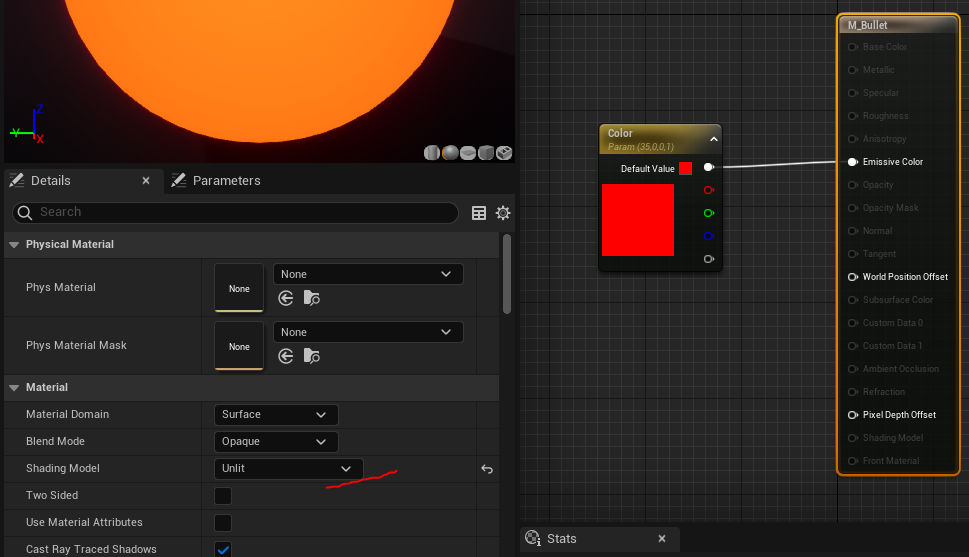 Z
Y
X
Details
Parameters
Search
Physical Material
Phys Material
None
None
Phys Material Mask
None
None
Material
Material Domain
Surface
Blend Mode
Opaque
Shading Model
Unlit
Two Sided
Use Material Attributes
Cast Ray Traced Shadows
Color
Param (35,0,0,1)
Default Value
M_Bullet
Base Color
Metallic
Specular
Roughness
Anisotropy
Emissive Color
Opacity
Opacity Mask
Normal
Tangent
World Position Offset
Subsurface Color
Custom Data 0
Custom Data 1
Ambient Occlusion
Refraction
Pixel Depth Offset
Shading Model
Front Material
Stats